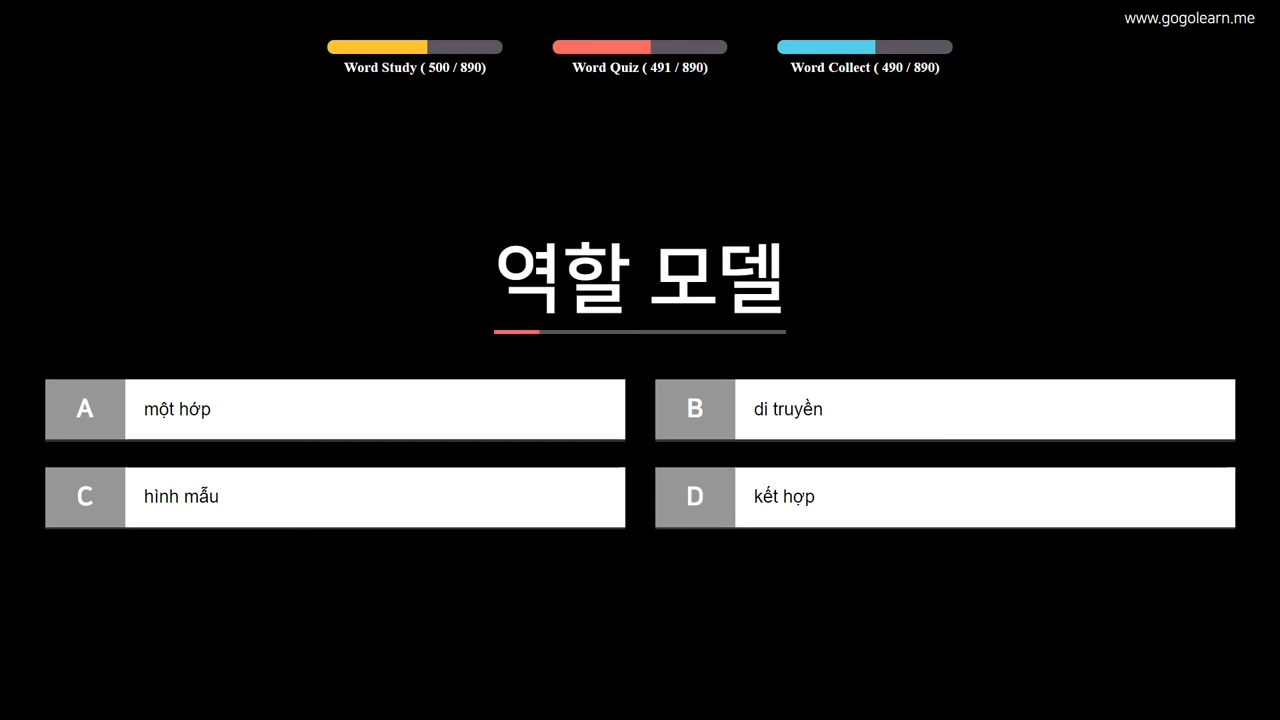 www.gogolearn.me
Word Study ( 500 / 890)
Word Quiz ( 491 / 890)
Word Collect ( 490 / 890)
역할 모델
A một hớp
B di truyền
C hình mẫu
D kết hợp